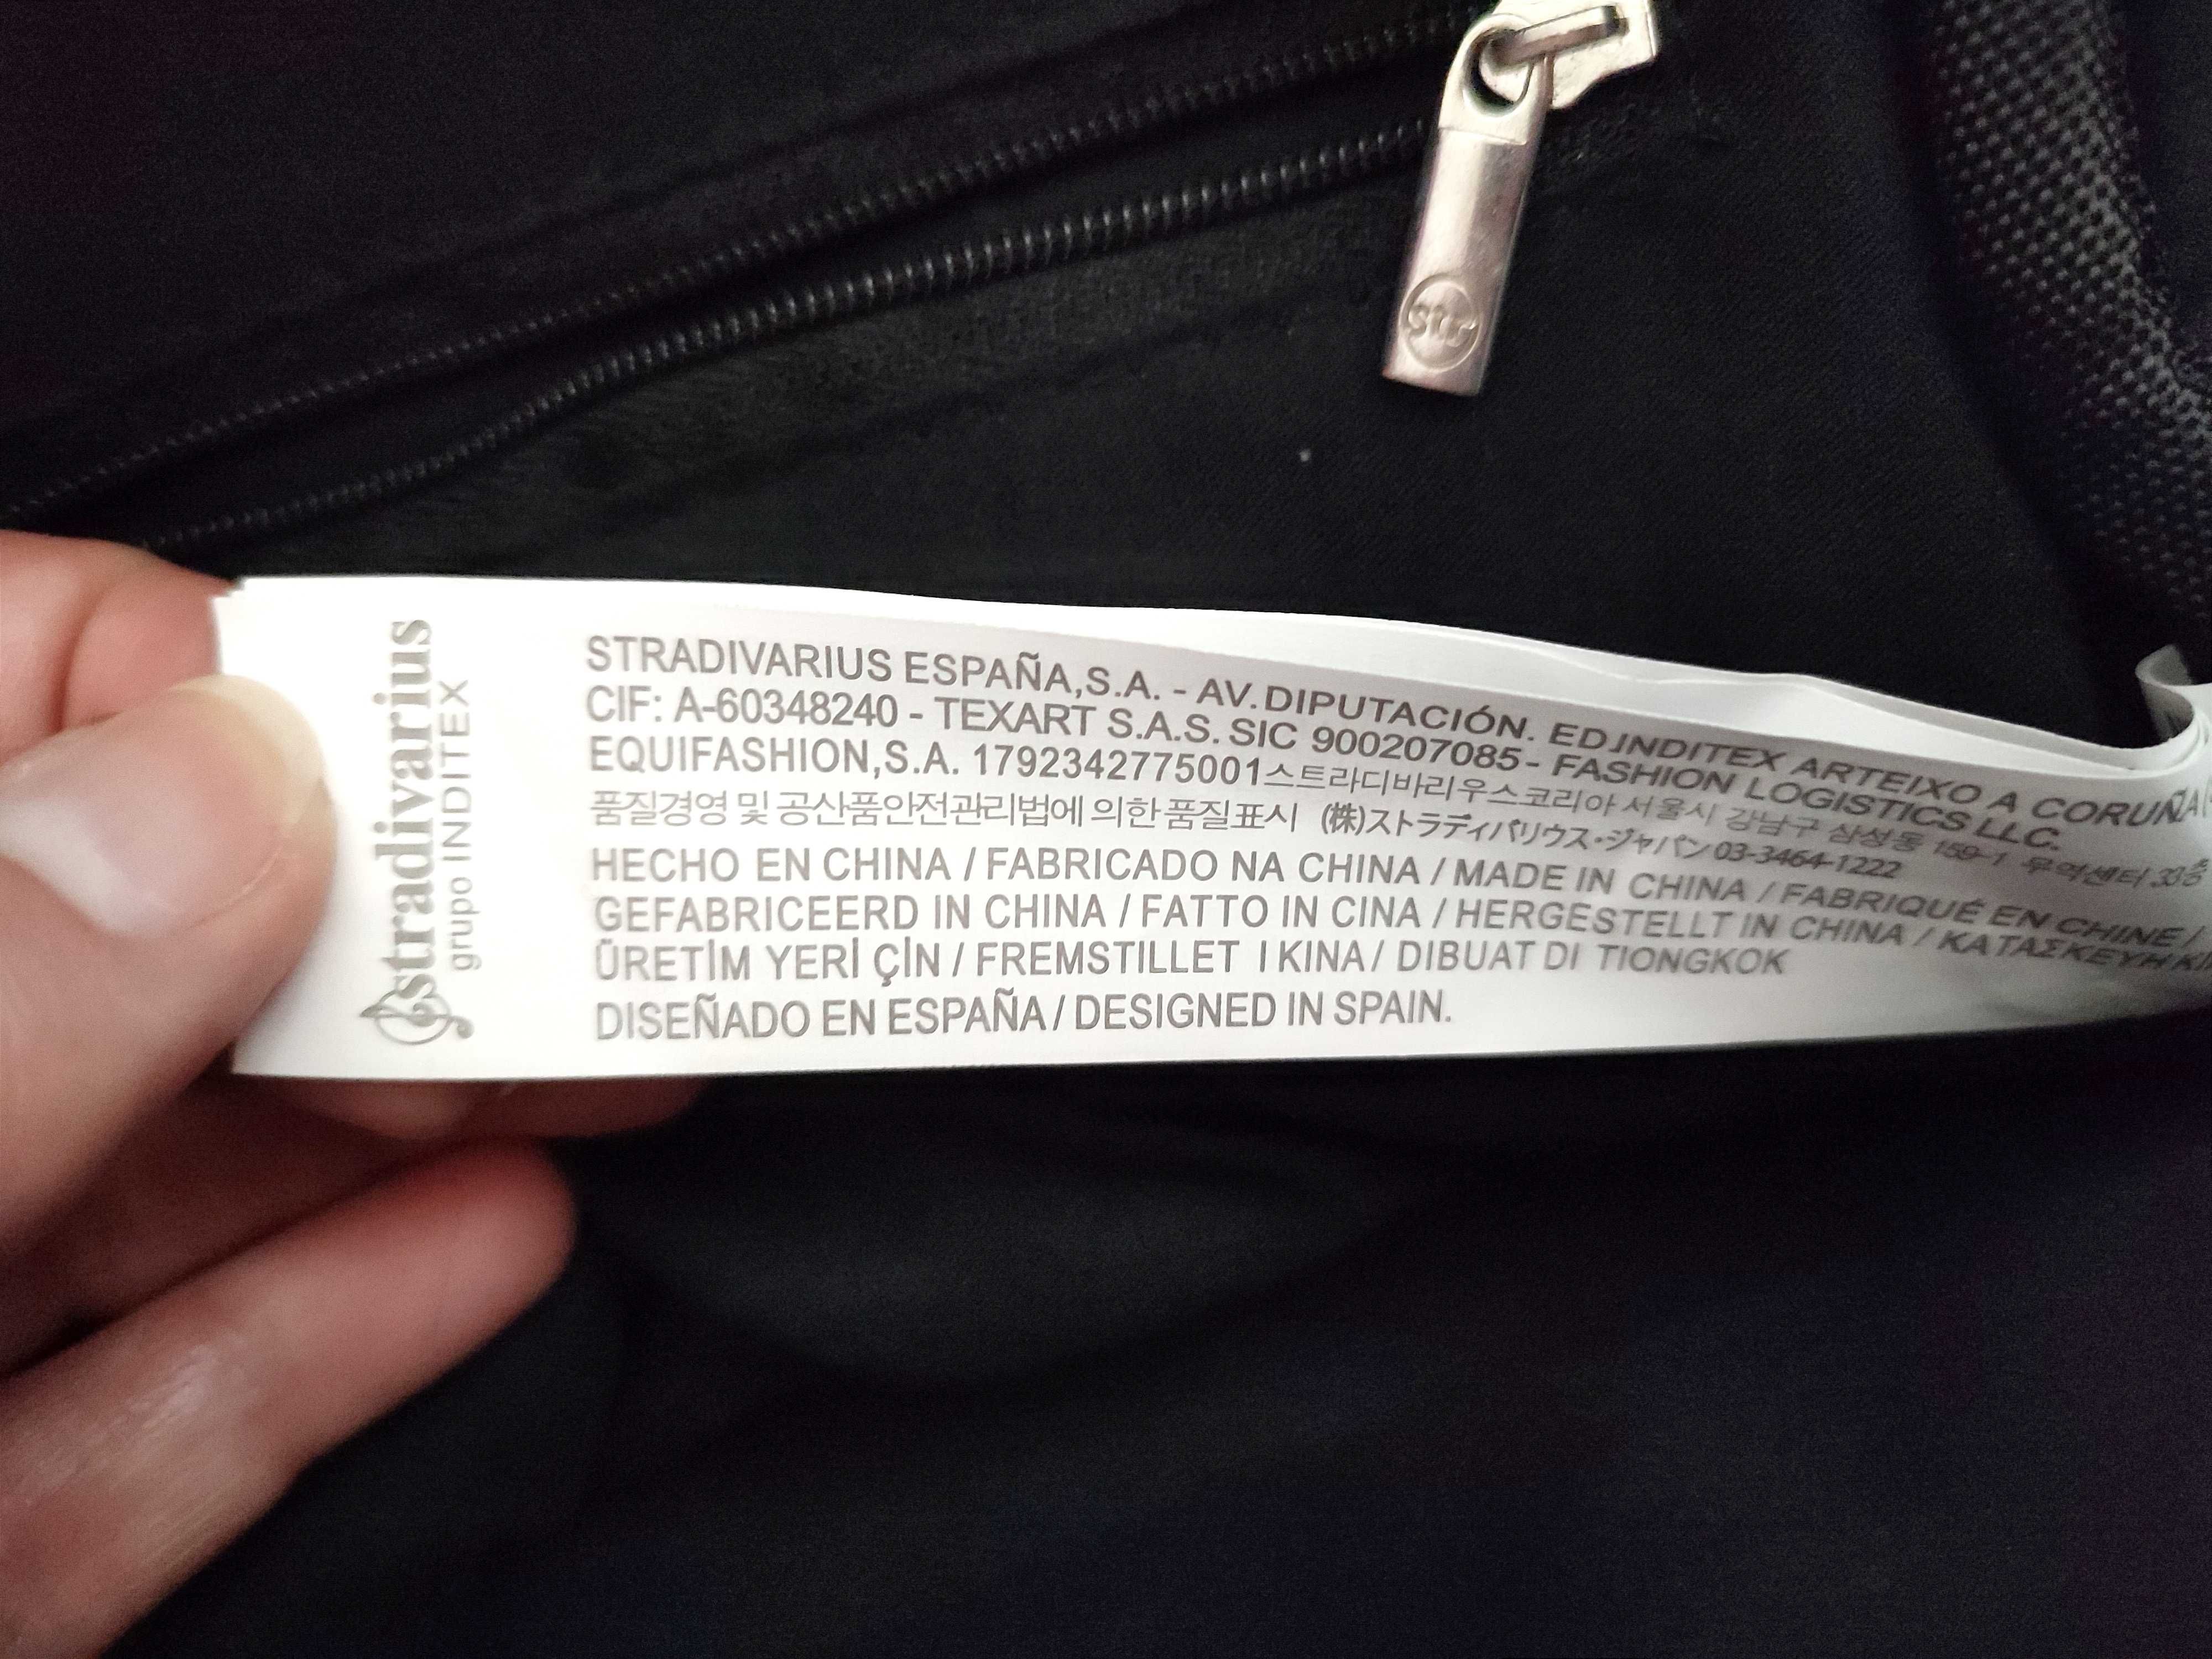 str
stradivarius
grupo INDITEX
STRADIVARIUS ESPAÑA,S.A. - AV.DIPUTACIÓN. ED.INDITEX ARTEIXO A CORUÑA
CIF: A-60348240 - TEXART S.A.S. SIC 900207085 - FASHION LOGISTICS LLC.
EQUIFASHION,S.A. 1792342775001스트라디바리우스코리아 서울시 강남구 삼성동 159-1 무역센터 33층
품질경영 및 공산품안전관리법에 의한 품질표시 (株)ストラディバリウス・ジャパン 03-3464-1222
HECHO EN CHINA / FABRICADO NA CHINA / MADE IN CHINA / FABRIQUÉ EN CHINE /
GEFABRICEERD IN CHINA / FATTO IN CINA / HERGESTELLT IN CHINA / ΚΑΤΑΣΚΕΥΗ
ÜRETİM YERİ ÇİN / FREMSTILLET I KINA / DIBUAT DI TIONGKOK
DISEÑADO EN ESPAÑA / DESIGNED IN SPAIN.